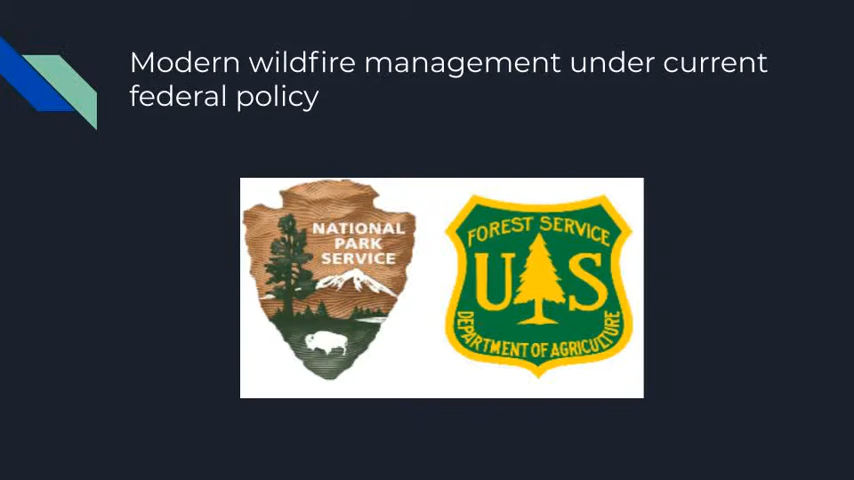 Modern wildfire management under current
federal policy
NATIONAL
PARK
SERVICE
FOREST SERVICE
U S
DEPARTMENT OF AGRICULTURE